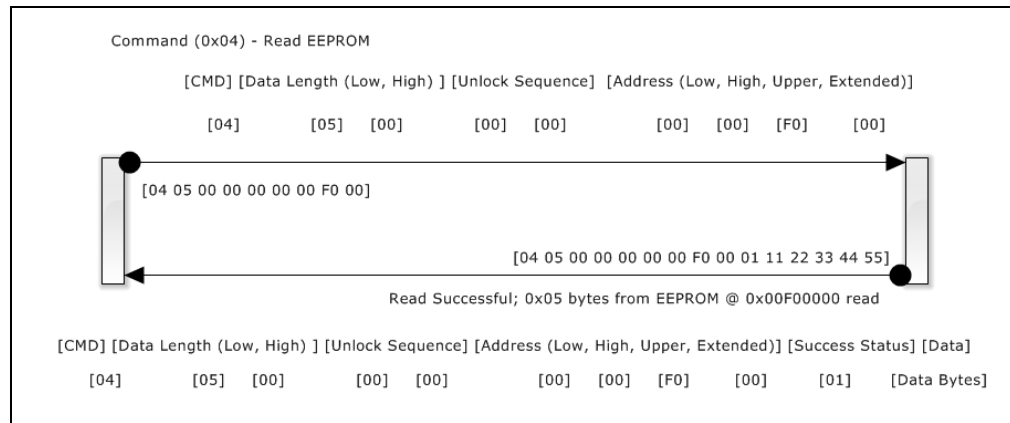 Command (0x04) - Read EEPROM
[CMD] [Data Length (Low, High) ] [Unlock Sequence] [Address (Low, High, Upper, Extended)]
[04] [05] [00] [00] [00] [00] [00] [F0] [00]
[04 05 00 00 00 00 00 F0 00]
[04 05 00 00 00 00 00 F0 00 01 11 22 33 44 55]
Read Successful; 0x05 bytes from EEPROM @ 0x00F00000 read
[CMD] [Data Length (Low, High) ] [Unlock Sequence] [Address (Low, High, Upper, Extended)] [Success Status] [Data]
[04] [05] [00] [00] [00] [00] [00] [F0] [00] [01] [Data Bytes]